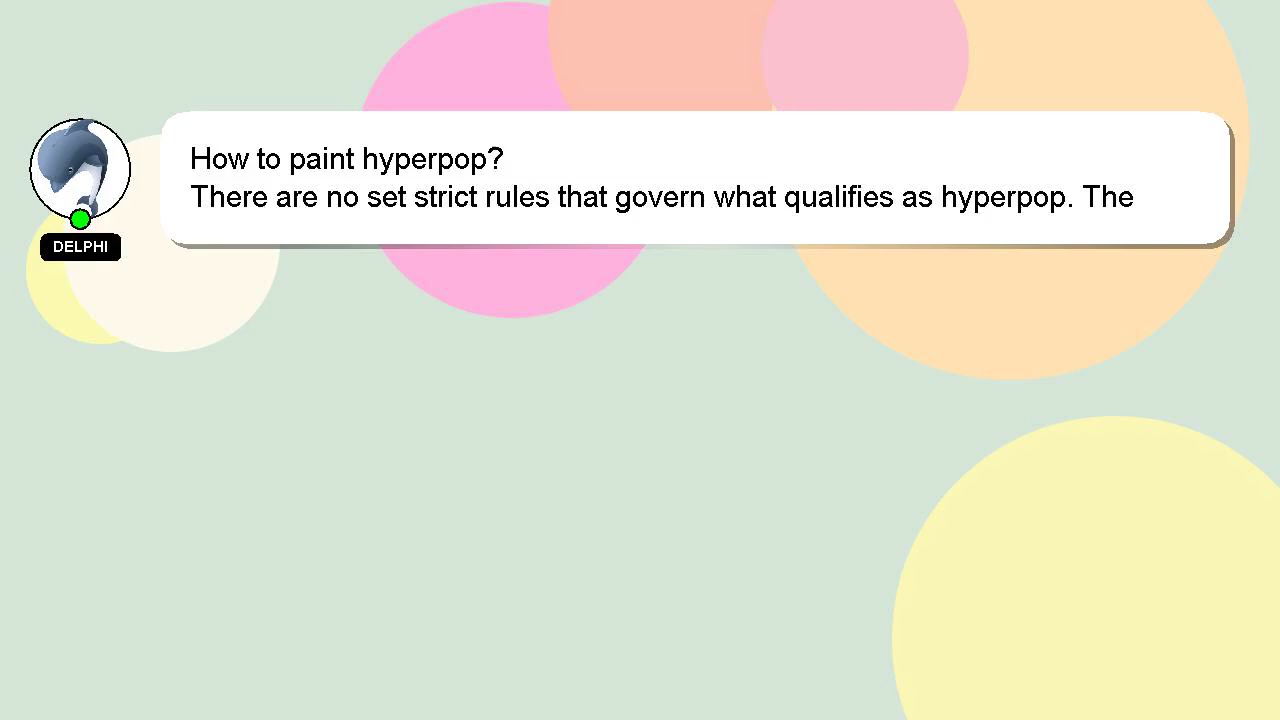 How to paint hyperpop?
There are no set strict rules that govern what qualifies as hyperpop. The
DELPHI